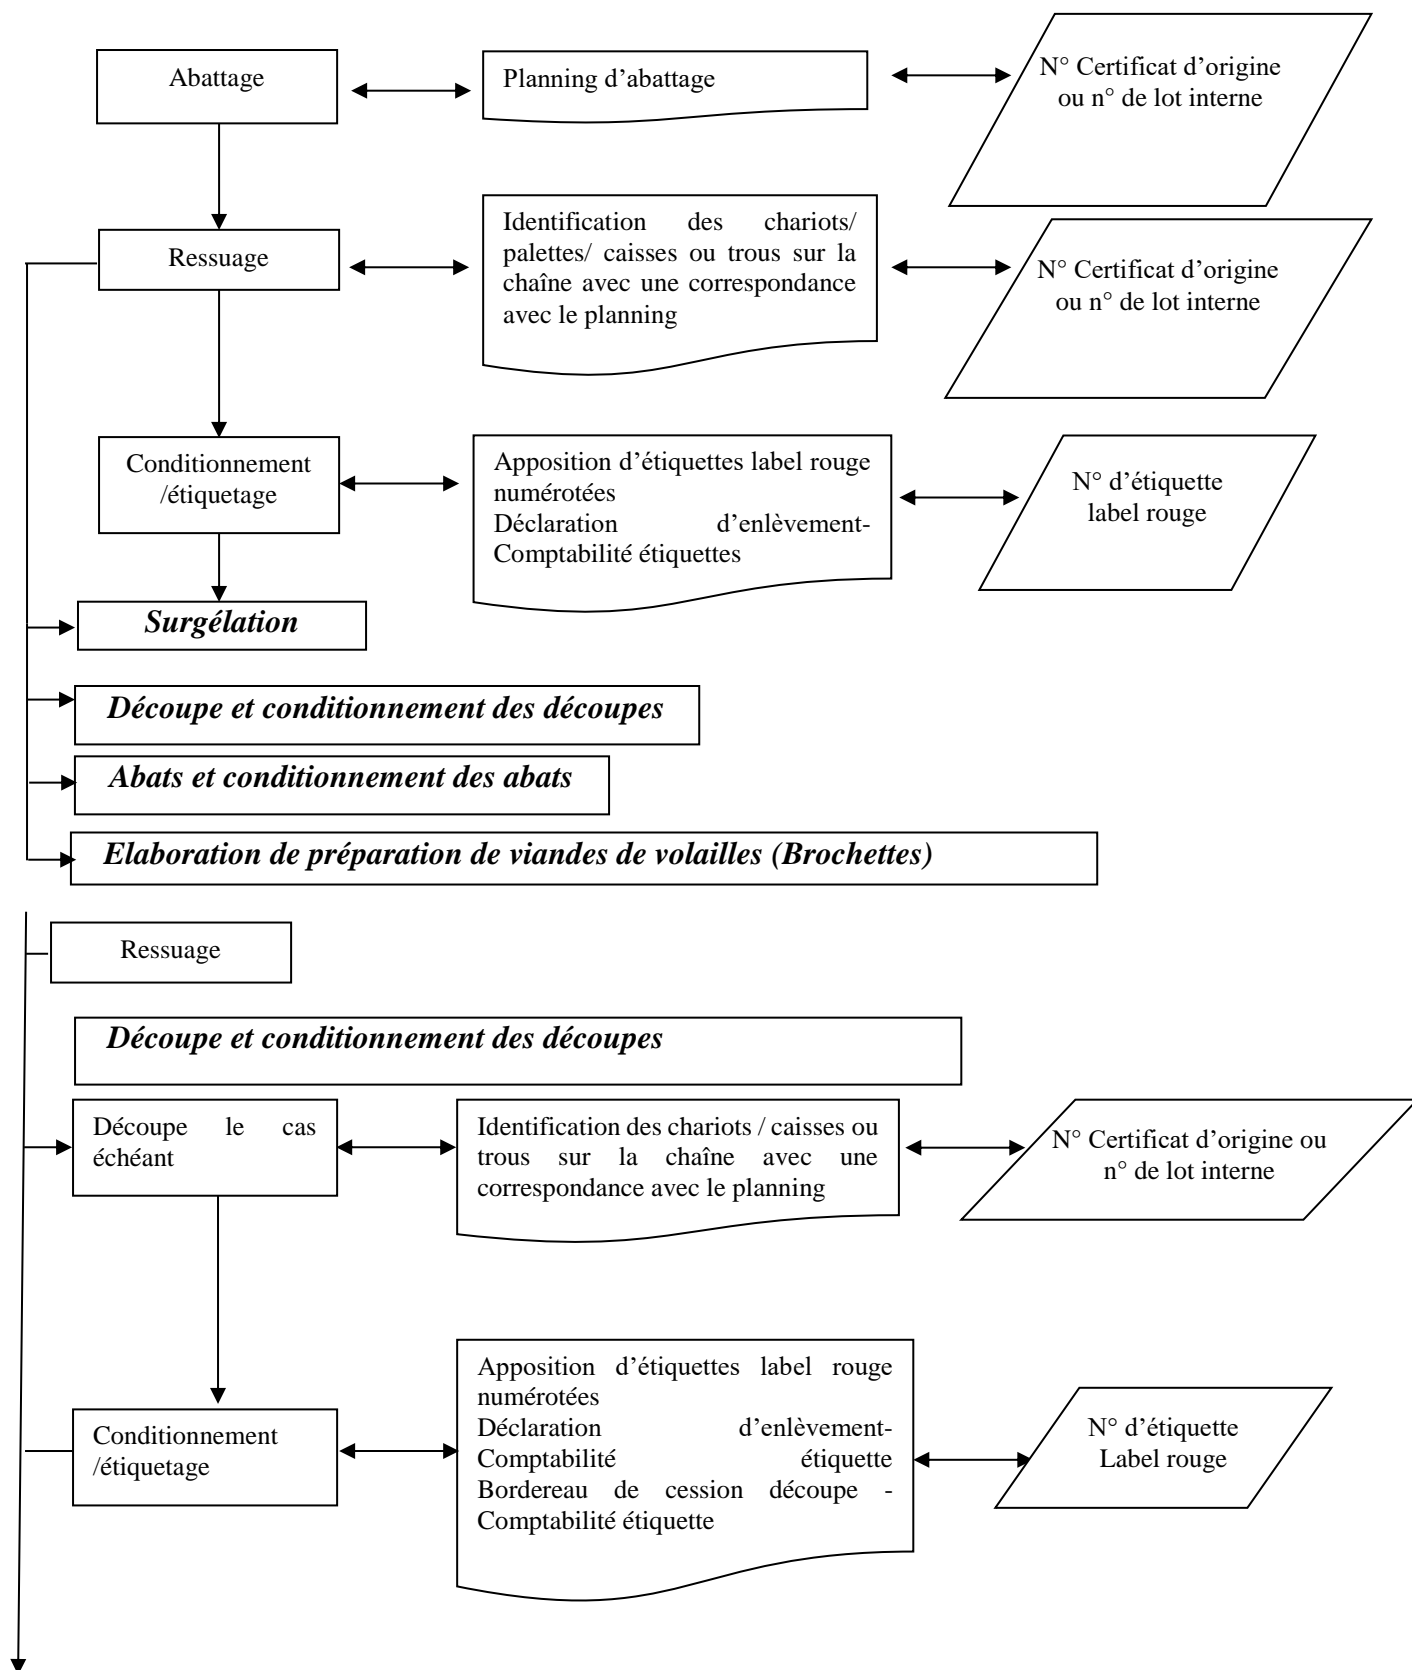 Abattage
Planning d’abattage
N° Certificat d’origine
ou n° de lot interne
Ressuage
Identification des chariots/
palettes/ caisses ou trous sur la
chaîne avec une correspondance
avec le planning
N° Certificat d’origine
ou n° de lot interne
Conditionnement
/étiquetage
Apposition d’étiquettes label rouge
numérotées
Déclaration d’enlèvement-
Comptabilité étiquettes
N° d’étiquette
label rouge
Surgélation
Découpe et conditionnement des découpes
Abats et conditionnement des abats
Elaboration de préparation de viandes de volailles (Brochettes)
Ressuage
Découpe et conditionnement des découpes
Découpe le cas
échéant
Identification des chariots / caisses ou
trous sur la chaîne avec une
correspondance avec le planning
N° Certificat d’origine ou
n° de lot interne
Conditionnement
/étiquetage
Apposition d’étiquettes label rouge
numérotées
Déclaration d’enlèvement-
Comptabilité étiquette
Bordereau de cession découpe -
Comptabilité étiquette
N° d’étiquette
Label rouge